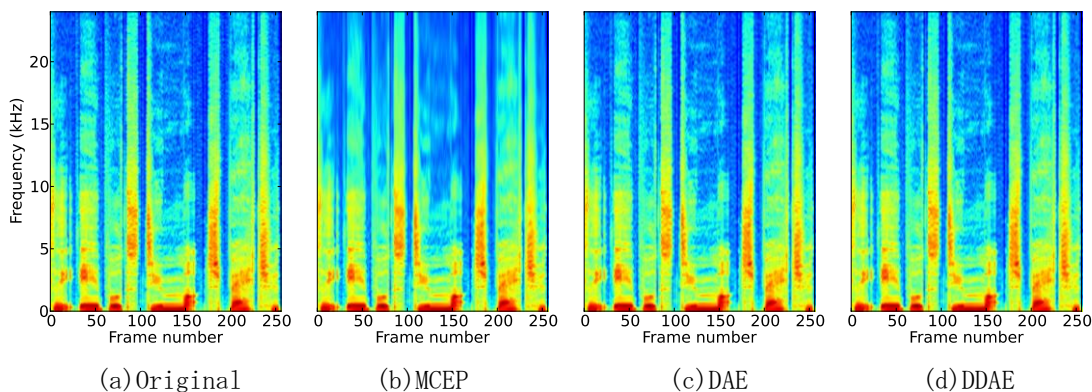 20
15
10
5
0
Frequency (kHz)
0 50 100 150 200 250
Frame number
(a)Original
0 50 100 150 200 250
Frame number
(b)MCEP
0 50 100 150 200 250
Frame number
(c)DAE
0 50 100 150 200 250
Frame number
(d)DDAE